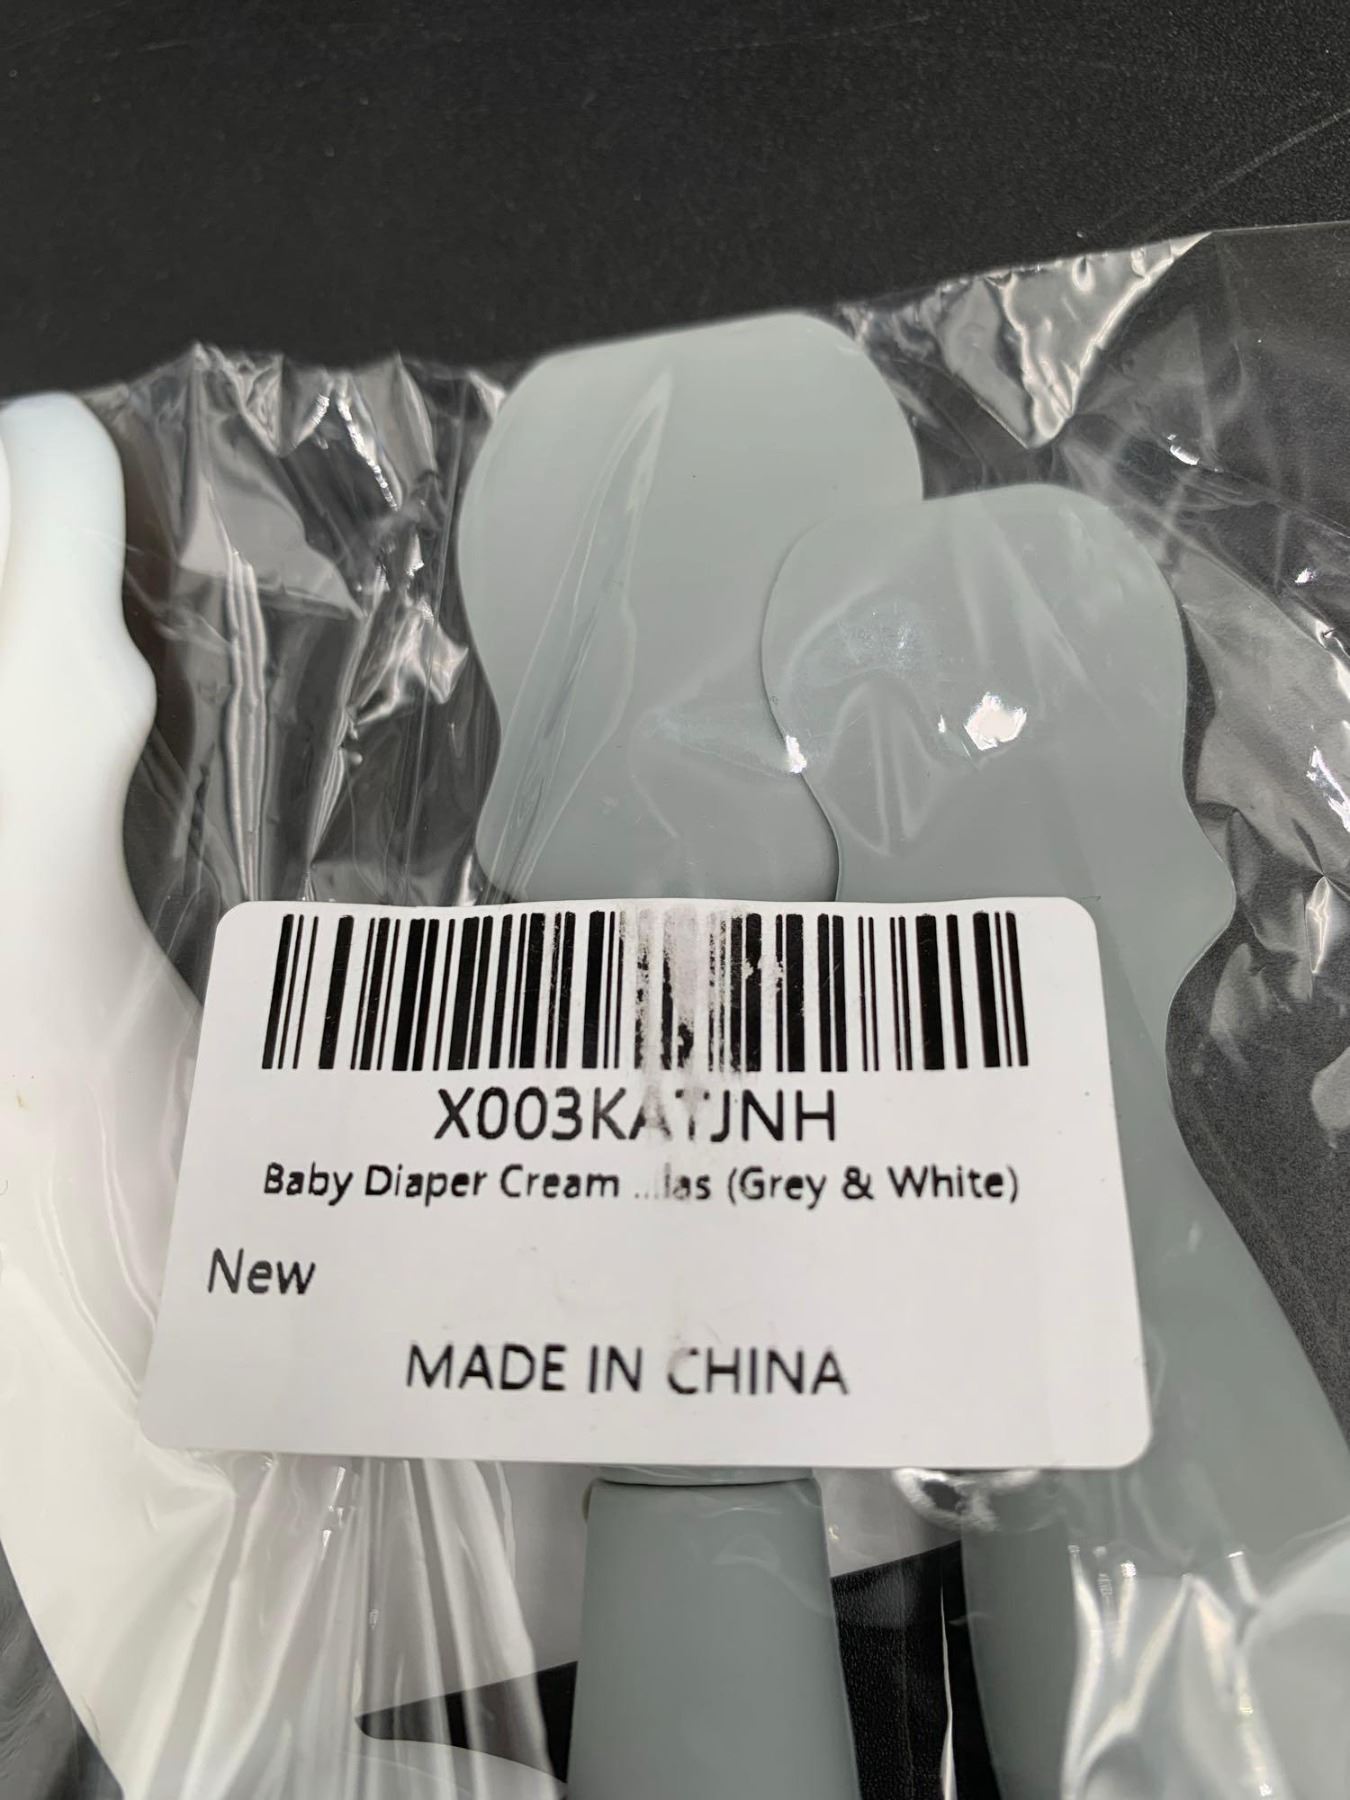 X003KATJNH
Baby Diaper Cream ...las (Grey & White)
New
MADE IN CHINA